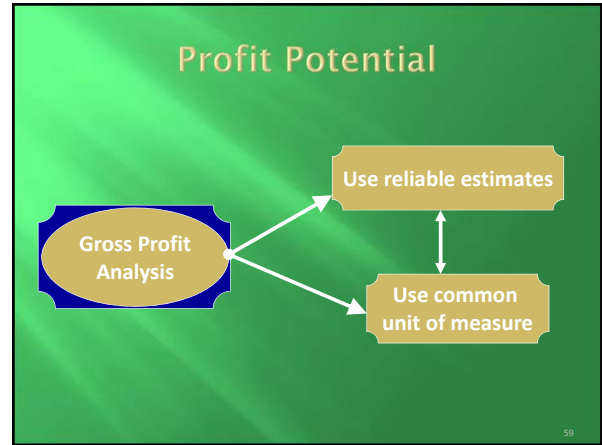 Profit Potential
Use reliable estimates
Gross Profit
Analysis
Use common
unit of measure
59